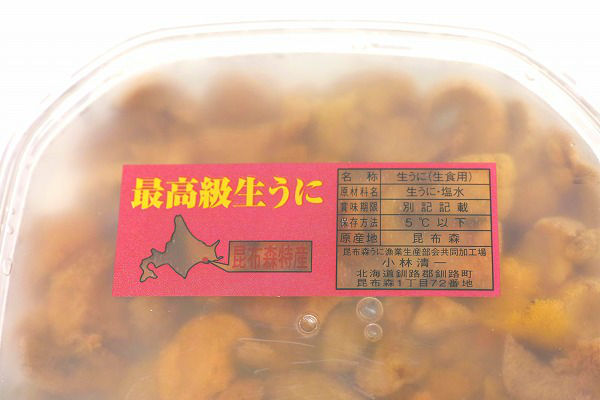 最高級生うに
昆布森特産
名称 生うに(生食用)
原材料名 生うに・塩水
賞味期限 別記記載
保存方法 5℃以下
原産地 昆布森
昆布森うに漁業生産部会共同加工場
小林清一
北海道釧路郡釧路町
昆布森1丁目72番地